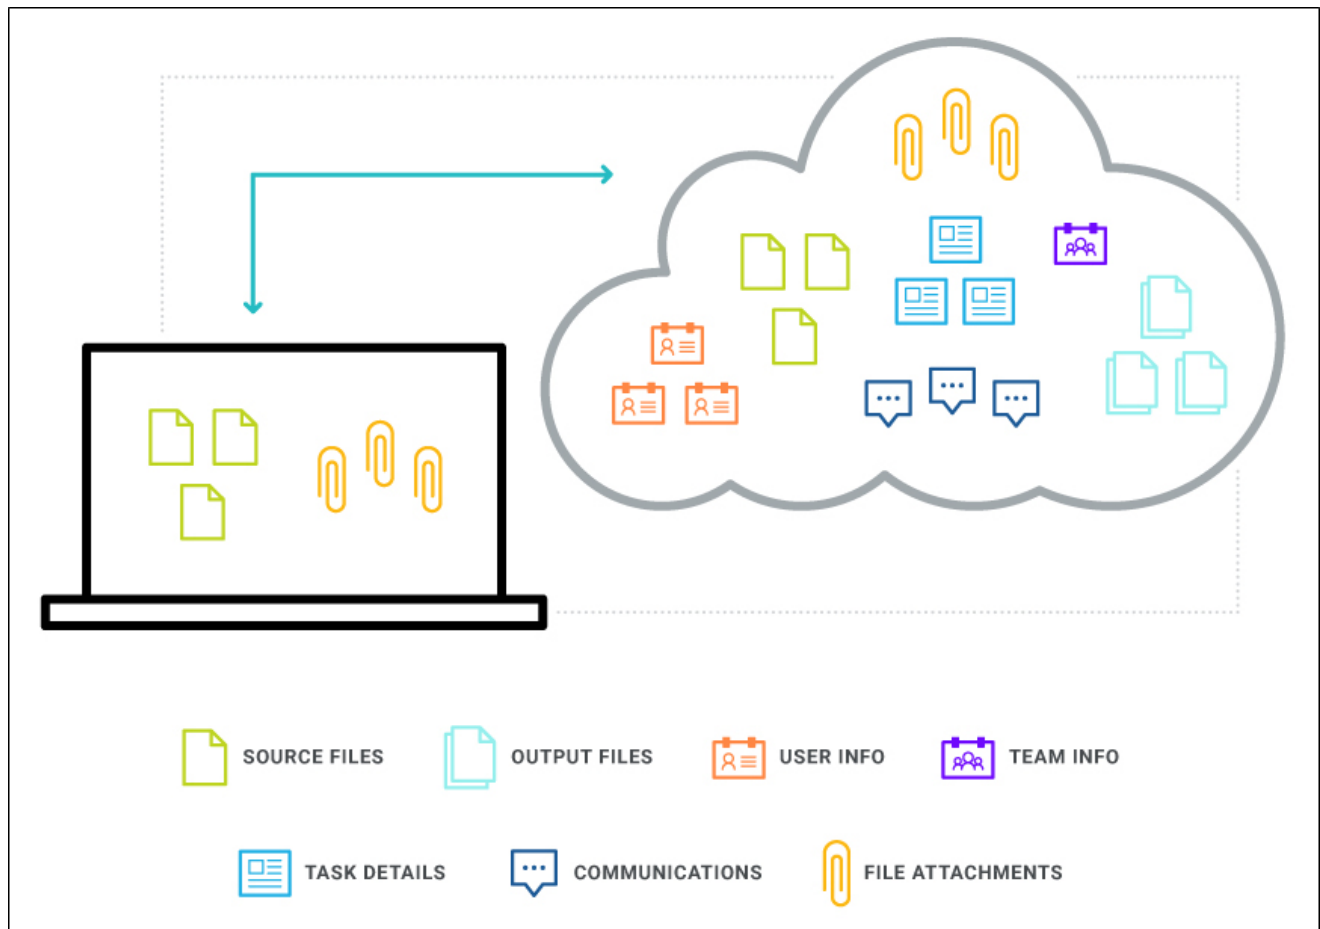 SOURCE FILES
OUTPUT FILES
USER INFO
TEAM INFO
TASK DETAILS
COMMUNICATIONS
FILE ATTACHMENTS